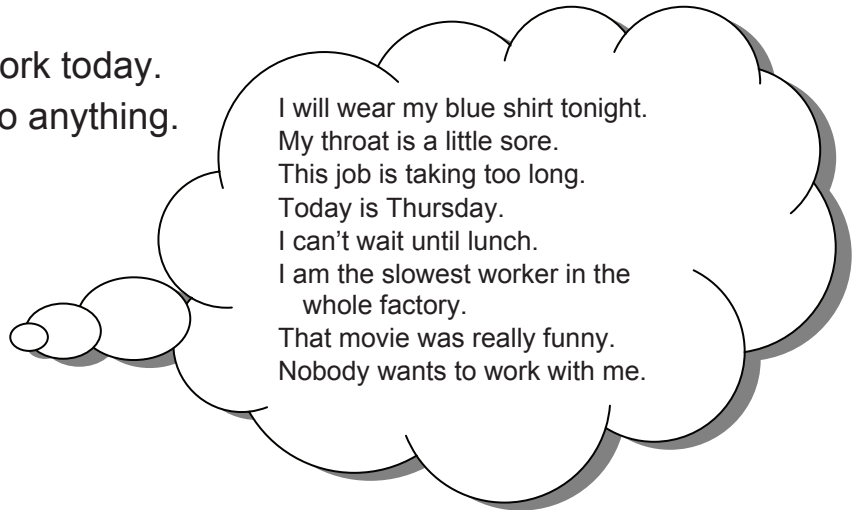 ork today.
o anything.
I will wear my blue shirt tonight.
My throat is a little sore.
This job is taking too long.
Today is Thursday.
I can't wait until lunch.
I am the slowest worker in the
whole factory.
That movie was really funny.
Nobody wants to work with me.